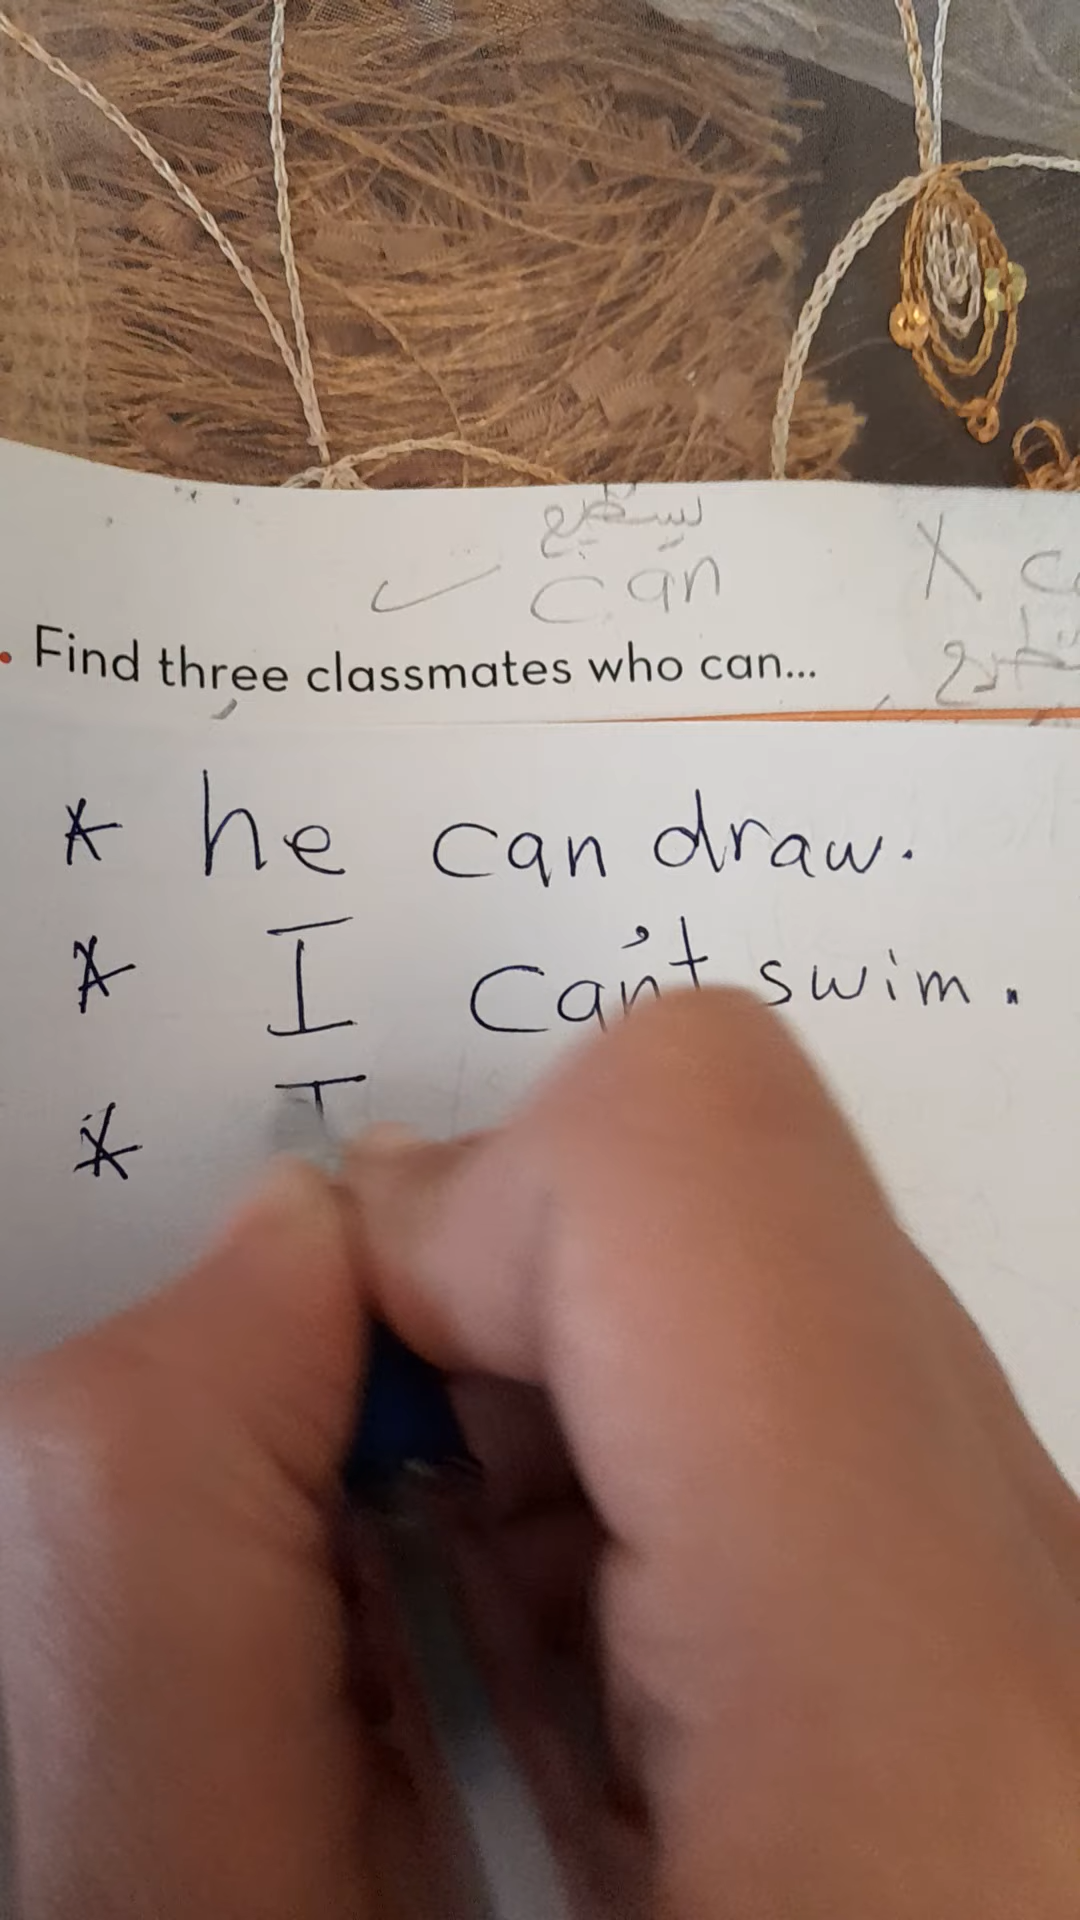 يستطيع
can X
. Find three classmates who can...
* he can draw.
* I can't swim.
* I